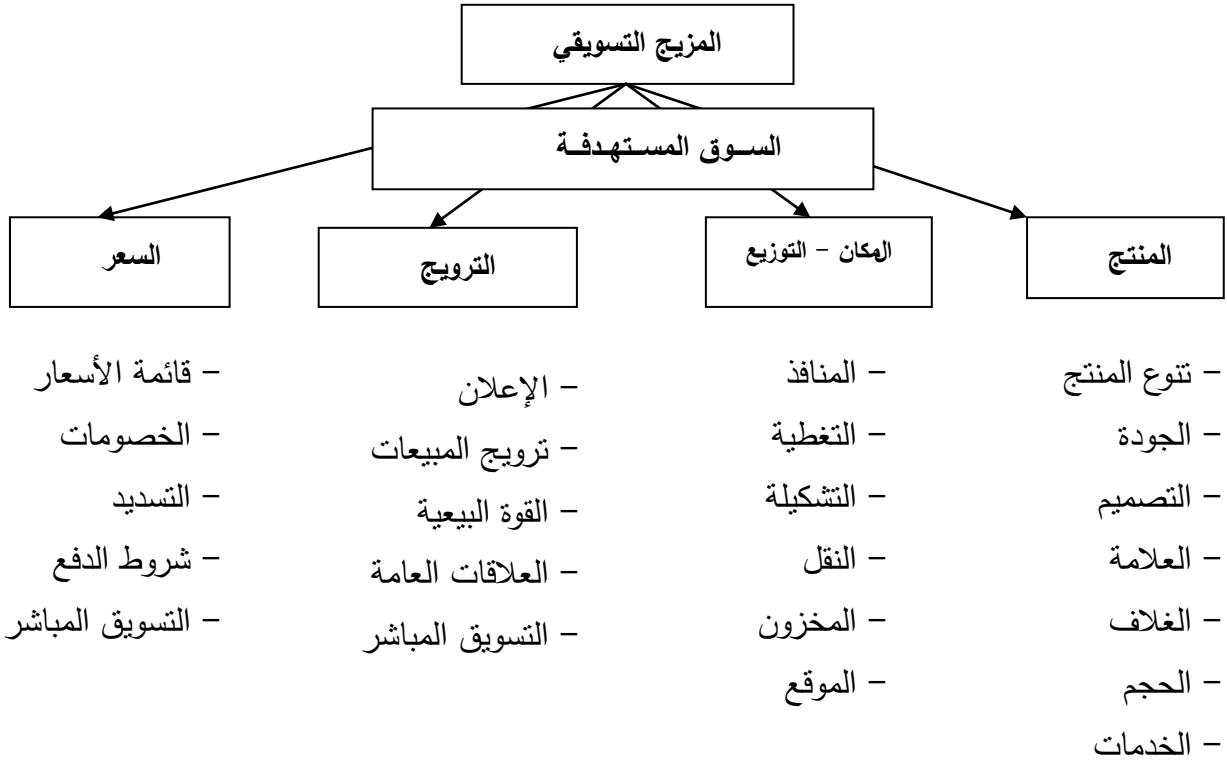 المزيج التسويقي
السـوق المسـتهـدفـة
المنتج
المكان – التوزيع
الترويج
السعر
– تنوع المنتج
– الجودة
– التصميم
– العلامة
– الغلاف
– الحجم
– الخدمات
– المنافذ
– التغطية
– التشكيلة
– النقل
– المخزون
– الموقع
– الإعلان
– ترويج المبيعات
– القوة البيعية
– العلاقات العامة
– التسويق المباشر
– قائمة الأسعار
– الخصومات
– التسديد
– شروط الدفع
– التسويق المباشر